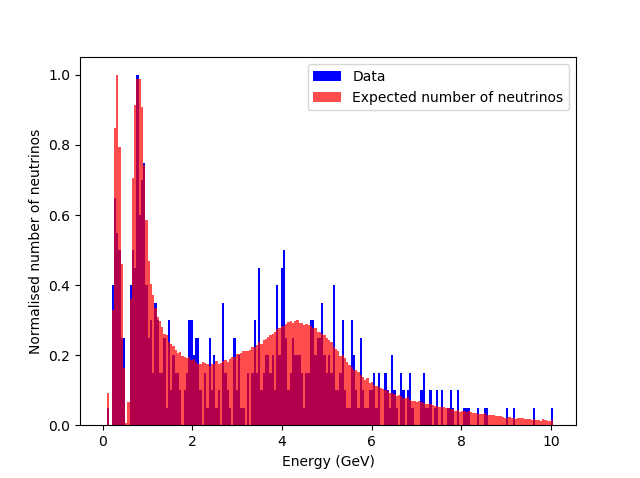 Data
Expected number of neutrinos
1.0
0.8
0.6
0.4
0.2
0.0
Normalised number of neutrinos
0 2 4 6 8 10
Energy (GeV)